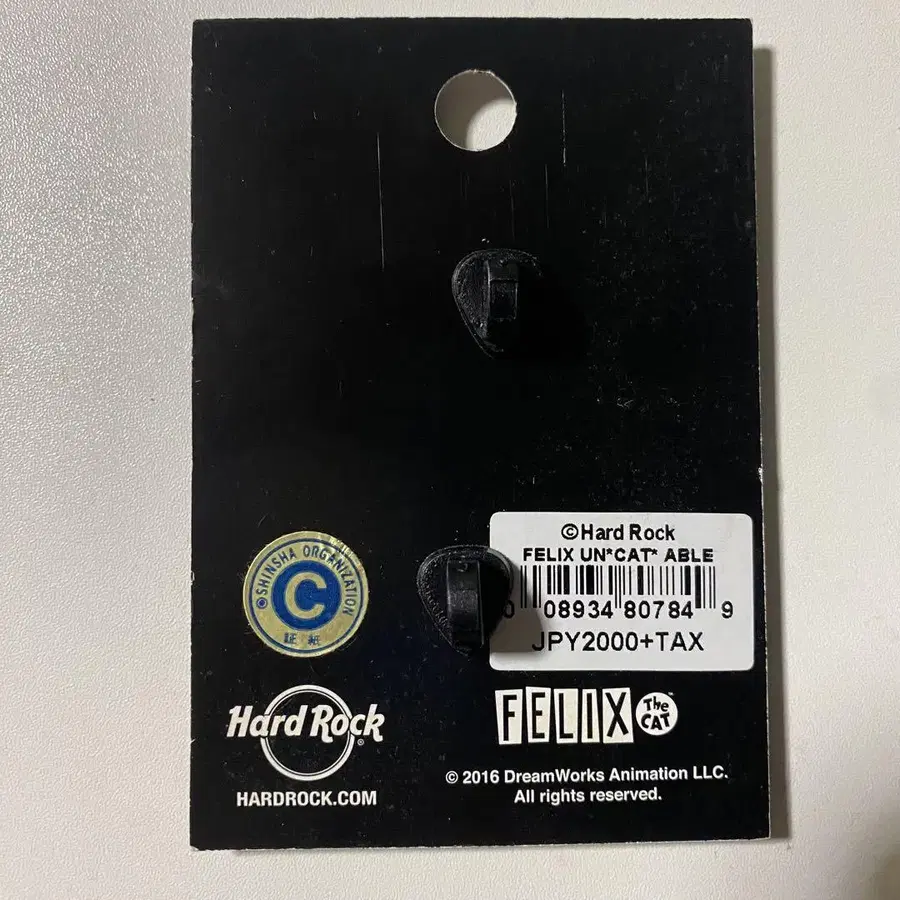 SHINSHA ORGANIZATION
C
証紙
©Hard Rock
FELIX UN*CAT* ABLE
0 08934 80784 9
JPY2000+TAX
Hard Rock®
HARDROCK.COM
FELIX The CAT™
© 2016 DreamWorks Animation LLC.
All rights reserved.